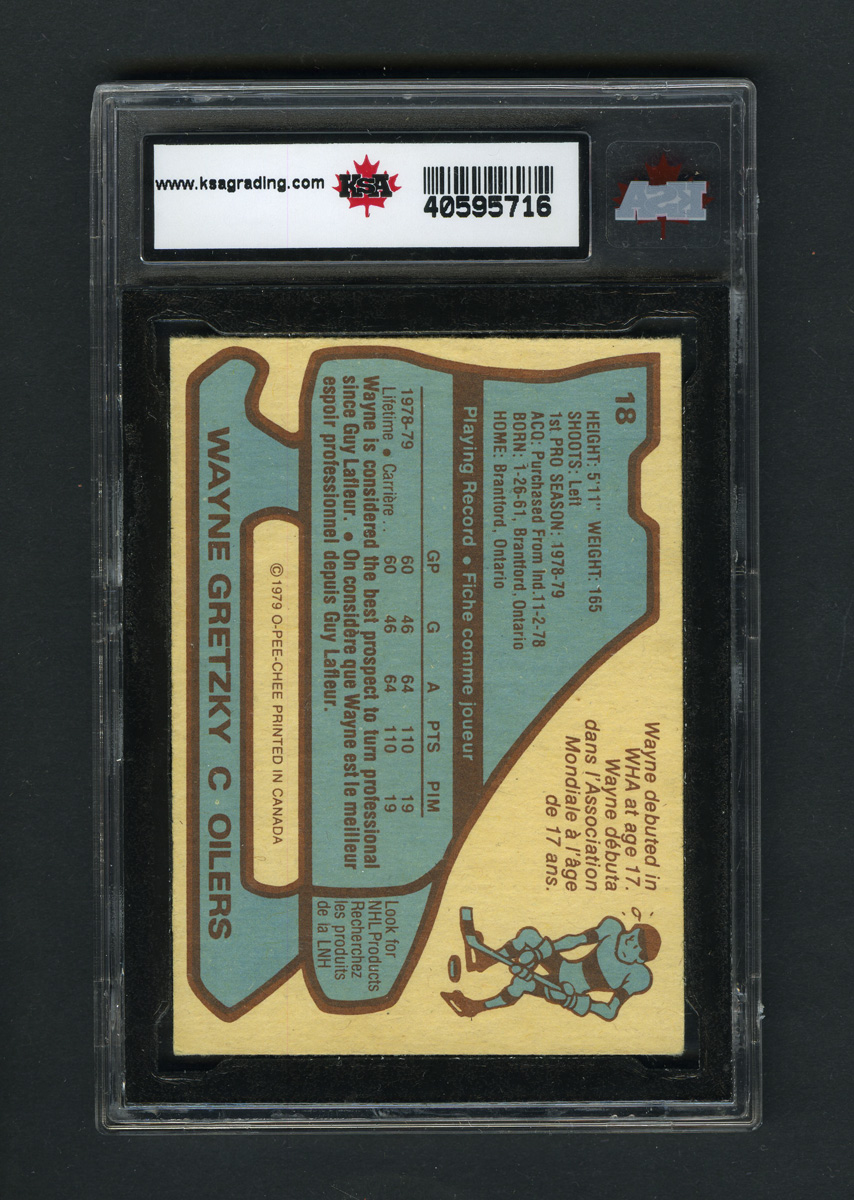 www.ksagrading.com
KSA
40595716
KSA
18
HEIGHT: 5'11" WEIGHT: 165
SHOOTS: Left
1st PRO SEASON: 1978-79
ACQ: Purchased From Ind.11-2-78
BORN: 1-26-61, Brantford, Ontario
HOME: Brantford, Ontario
Wayne debuted in
WHA at age 17.
Wayne débuta
dans l'Association
Mondiale à l'âge
de 17 ans.
Playing Record • Fiche comme joueur
GP G A PTS PIM
1978-79 60 46 64 110 19
Lifetime • Carrière . . 60 46 64 110 19
Wayne is considered the best prospect to turn professional
since Guy Lafleur. • On considère que Wayne est le meilleur
espoir professionnel depuis Guy Lafleur.
Look for
NHL Products
Recherchez
les produits
de la LNH
© 1979 O-PEE-CHEE PRINTED IN CANADA
WAYNE GRETZKY C OILERS